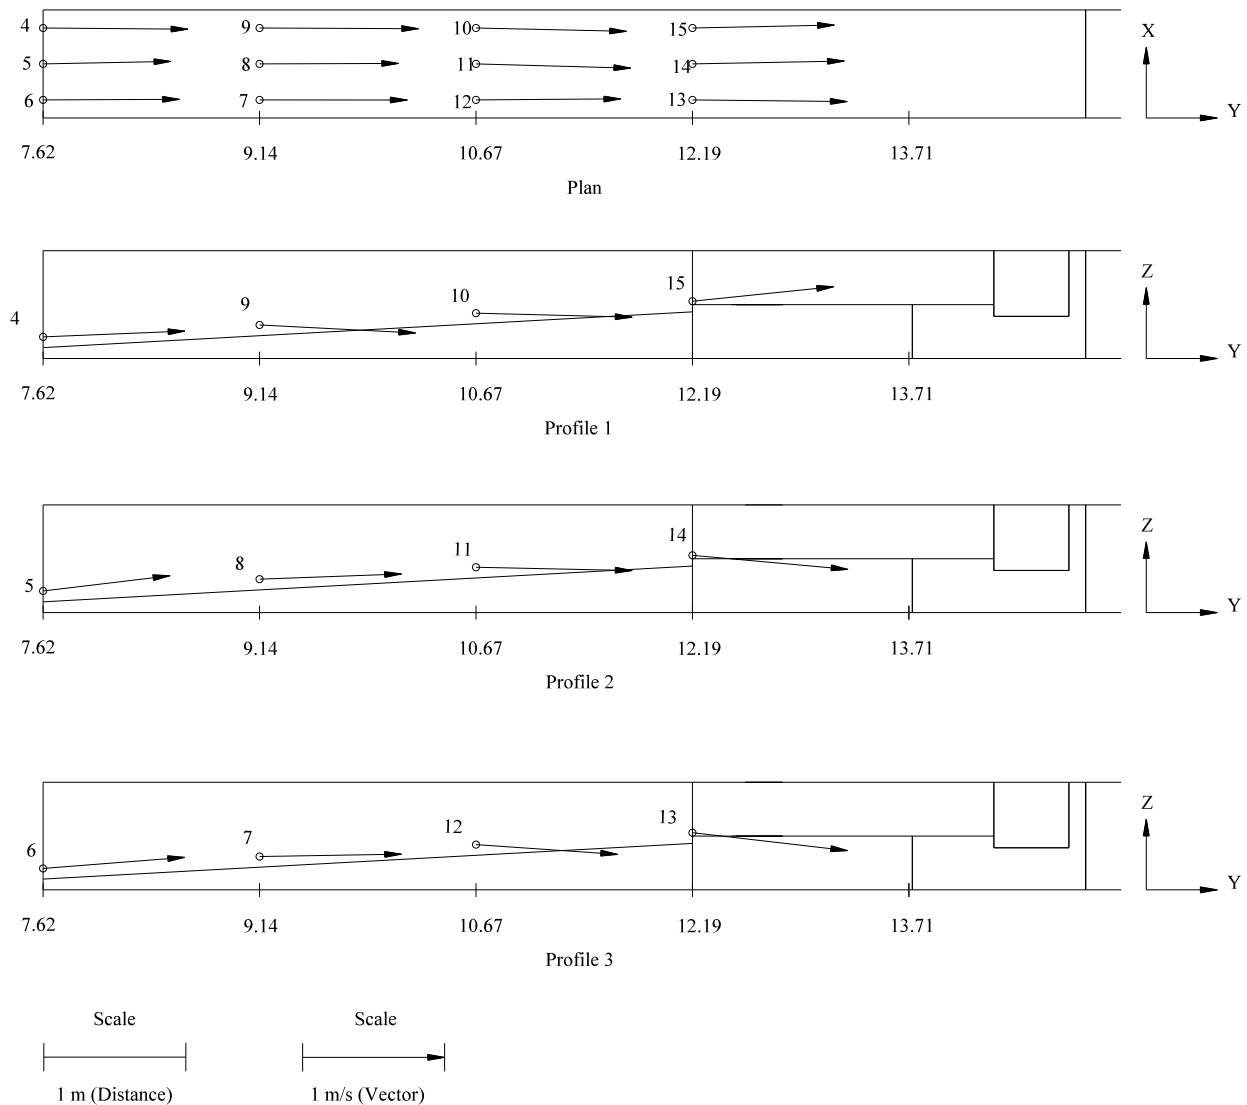 4 9 10 15 X
5 8 11 14
6 7 12 13 Y
7.62 9.14 10.67 12.19 13.71
Plan
Z
15
10
9
4
Y
7.62 9.14 10.67 12.19 13.71
Profile 1
Z
14
11
8
5
Y
7.62 9.14 10.67 12.19 13.71
Profile 2
Z
13
12
7
6
Y
7.62 9.14 10.67 12.19 13.71
Profile 3
Scale Scale
1 m (Distance) 1 m/s (Vector)